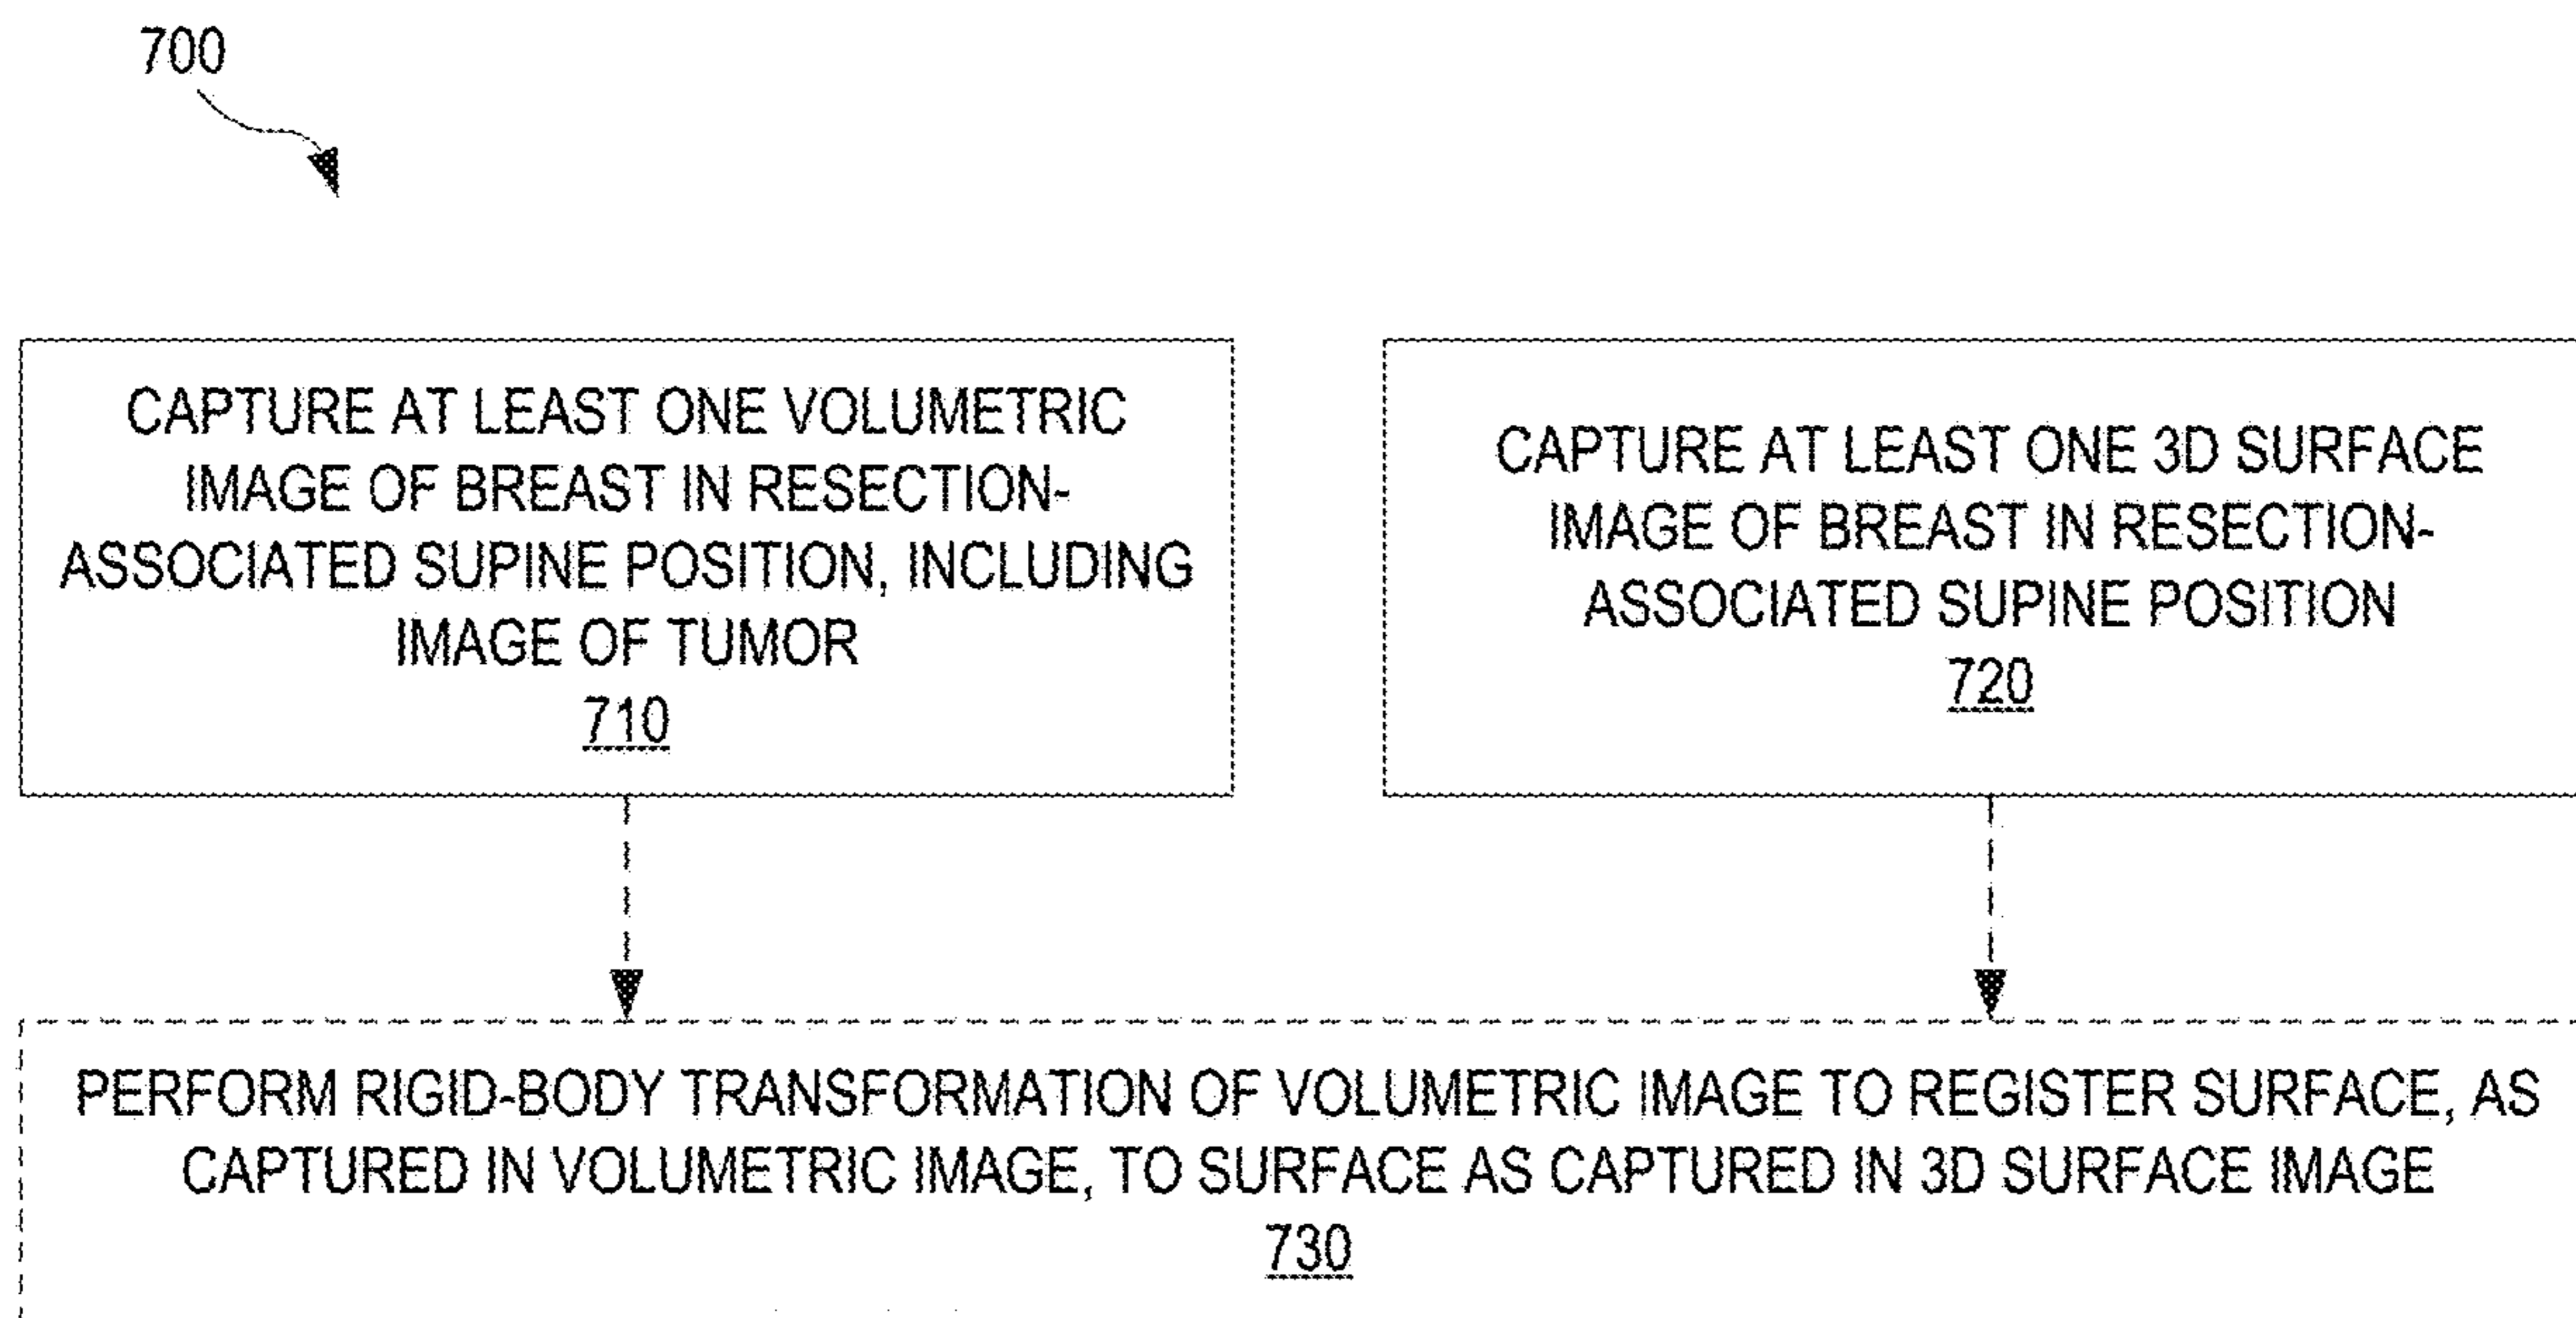 700
CAPTURE AT LEAST ONE VOLUMETRIC
IMAGE OF BREAST IN RESECTION-
ASSOCIATED SUPINE POSITION, INCLUDING
IMAGE OF TUMOR
710
CAPTURE AT LEAST ONE 3D SURFACE
IMAGE OF BREAST IN RESECTION-
ASSOCIATED SUPINE POSITION
720
PERFORM RIGID-BODY TRANSFORMATION OF VOLUMETRIC IMAGE TO REGISTER SURFACE, AS
CAPTURED IN VOLUMETRIC IMAGE, TO SURFACE AS CAPTURED IN 3D SURFACE IMAGE
730